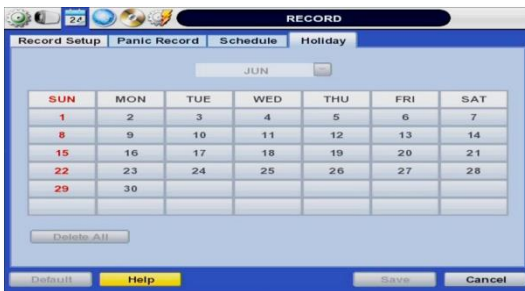 24 RECORD
Record Setup Panic Record Schedule Holiday
JUN
SUN MON TUE WED THU FRI SAT
1 2 3 4 5 6 7
8 9 10 11 12 13 14
15 16 17 18 19 20 21
22 23 24 25 26 27 28
29 30
Delete All
Default Help Save Cancel